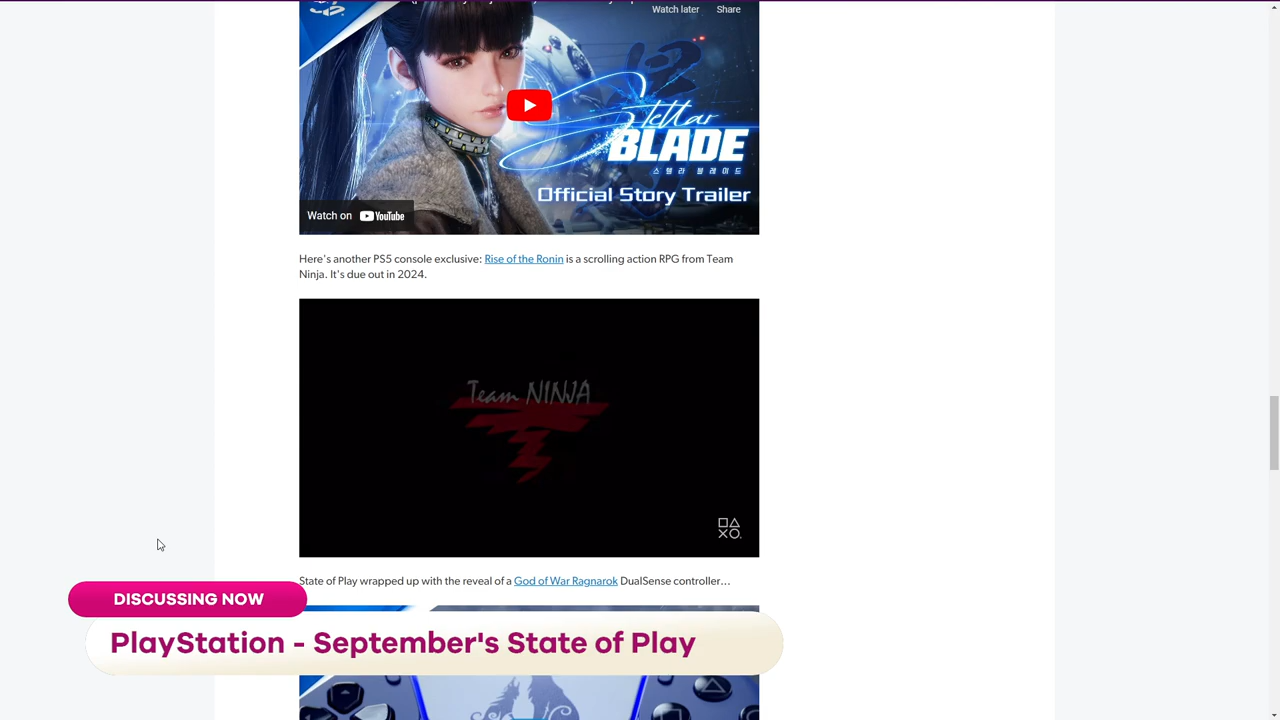 Watch later Share
Stellar
BLADE
스텔라 블레이드
Official Story Trailer
Watch on YouTube
Here's another PS5 console exclusive: Rise of the Ronin is a scrolling action RPG from Team
Ninja. It's due out in 2024.
Team NINJA
State of Play wrapped up with the reveal of a God of War Ragnarok DualSense controller…
DISCUSSING NOW
PlayStation - September's State of Play